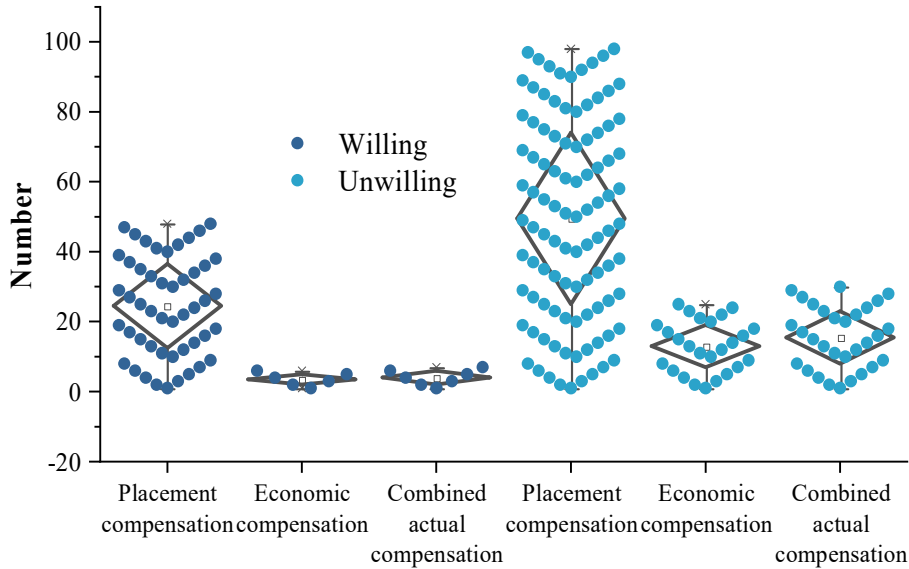 100
80
60
40
20
0
-20
Number
Willing
Unwilling
Placement
compensation
Economic
compensation
Combined
actual
compensation
Placement
compensation
Economic
compensation
Combined
actual
compensation